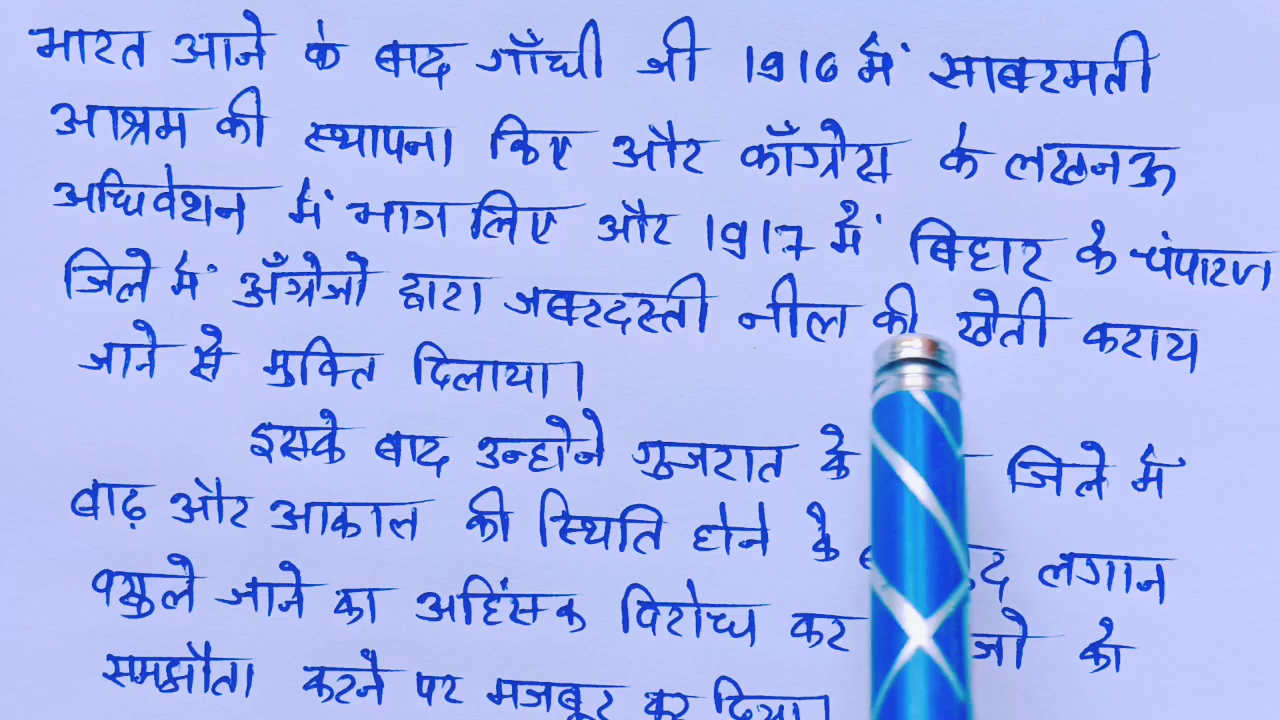 भारत आने के बाद गाँधी जी 1916 में साबरमती
आश्रम की स्थापना किए और काँग्रेस के लखनऊ
अधिवेशन में भाग लिए और 1917 में बिहार के चंपारण
जिले में अँग्रेजो द्वारा जबरदस्ती नील की खेती कराय
जाने से मुक्ति दिलाया।
इसके बाद उन्होने गुजरात के जिले में
बाढ़ और आकाल की स्थिति होने के लगान
वसुले जाने का अहिंसक विरोध कर को
समझौता करने पर मजबूर कर दिया।